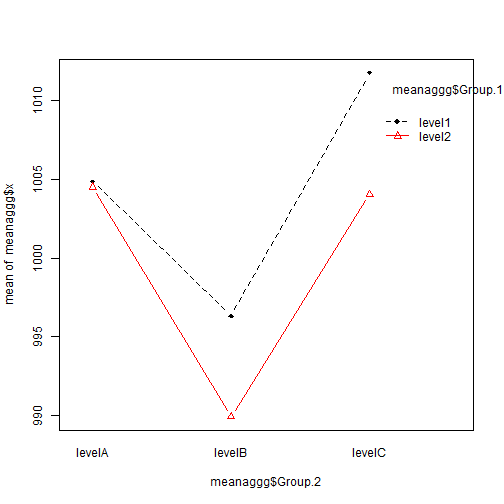 meanaggg$Group.1
level1
level2
mean of meanaggg$x
1010
1005
1000
995
990
levelA
levelB
levelC
meanaggg$Group.2